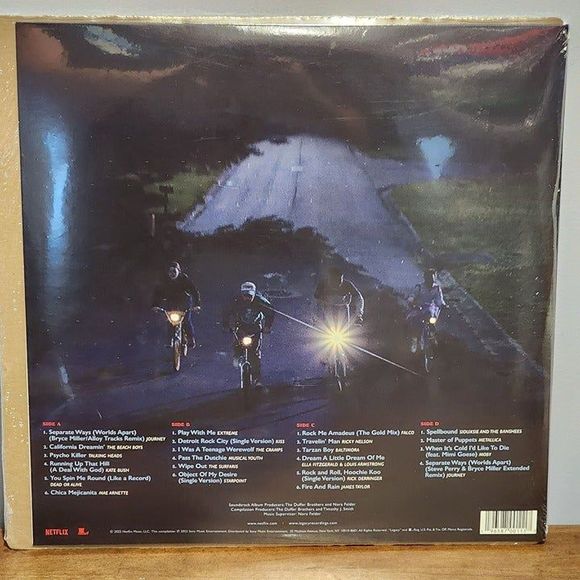 SIDE A
1. Separate Ways (Worlds Apart)
(Bryce Miller/Alloy Tracks Remix) JOURNEY
2. California Dreamin' THE BEACH BOYS
3. Psycho Killer TALKING HEADS
4. Running Up That Hill
(A Deal With God) KATE BUSH
5. You Spin Me Round (Like a Record)
DEAD OR ALIVE
6. Chica Mejicanita MAE ARNETTE
SIDE B
1. Play With Me EXTREME
2. Detroit Rock City (Single Version) KISS
3. I Was A Teenage Werewolf THE CRAMPS
4. Pass The Dutchie MUSICAL YOUTH
5. Wipe Out THE SURFARIS
6. Object Of My Desire
(Single Version) STARPOINT
SIDE C
1. Rock Me Amadeus (The Gold Mix) FALCO
2. Travelin' Man RICKY NELSON
3. Tarzan Boy BALTIMORA
4. Dream A Little Dream Of Me
ELLA FITZGERALD & LOUIS ARMSTRONG
5. Rock and Roll, Hoochie Koo
(Single Version) RICK DERRINGER
6. Fire And Rain JAMES TAYLOR
SIDE D
1. Spellbound SIOUXSIE AND THE BANSHEES
2. Master of Puppets METALLICA
3. When It's Cold I'd Like To Die
(feat. Mimi Goese) MOBY
4. Separate Ways (Worlds Apart)
(Steve Perry & Bryce Miller Extended
Remix) JOURNEY
Soundtrack Album Producers: The Duffer Brothers and Nora Felder
Compilation Producers: The Duffer Brothers and Timothy J. Smith
Music Supervisor: Nora Felder
NETFLIX
www.netflix.com | www.legacyrecordings.com